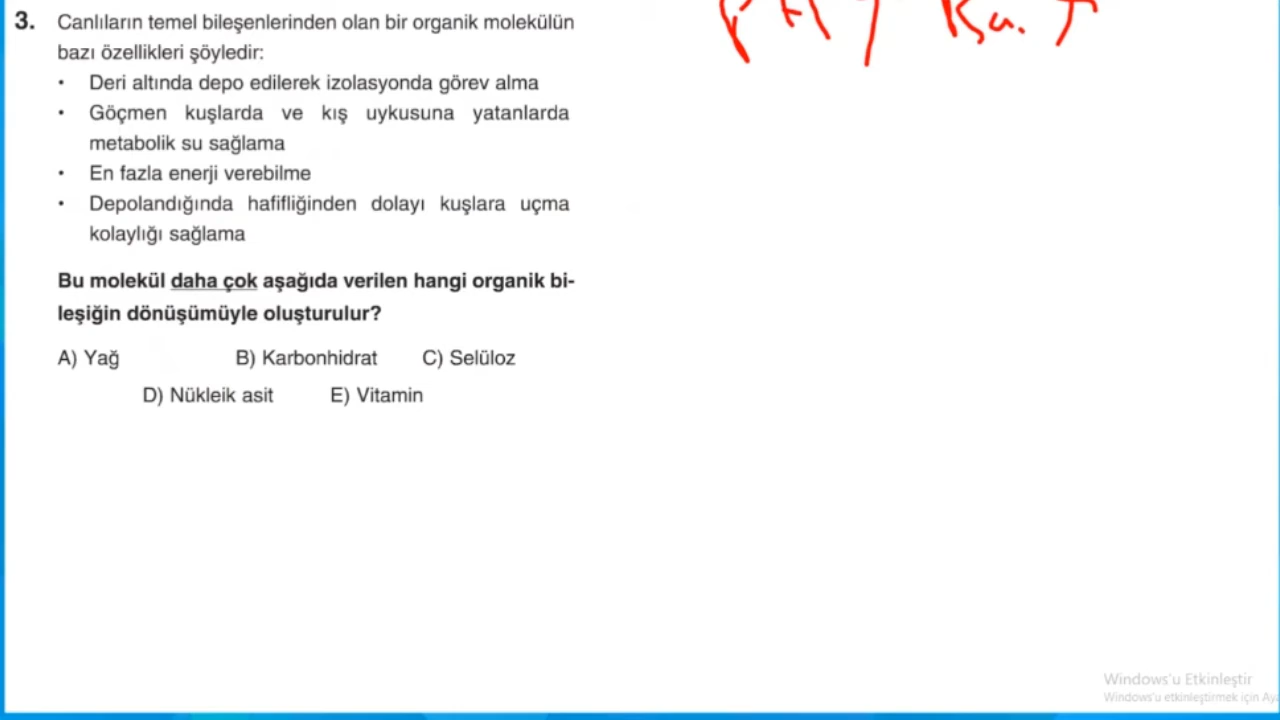 3. Canlıların temel bileşenlerinden olan bir organik molekülün
bazı özellikleri şöyledir:
• Deri altında depo edilerek izolasyonda görev alma
• Göçmen kuşlarda ve kış uykusuna yatanlarda
metabolik su sağlama
• En fazla enerji verebilme
• Depolandığında hafifliğinden dolayı kuşlara uçma
kolaylığı sağlama
Bu molekül daha çok aşağıda verilen hangi organik bi-
leşiğin dönüşümüyle oluşturulur?
A) Yağ B) Karbonhidrat C) Selüloz
D) Nükleik asit E) Vitamin
Windows'u Etkinleştir
Windows'u etkinleştirmek için